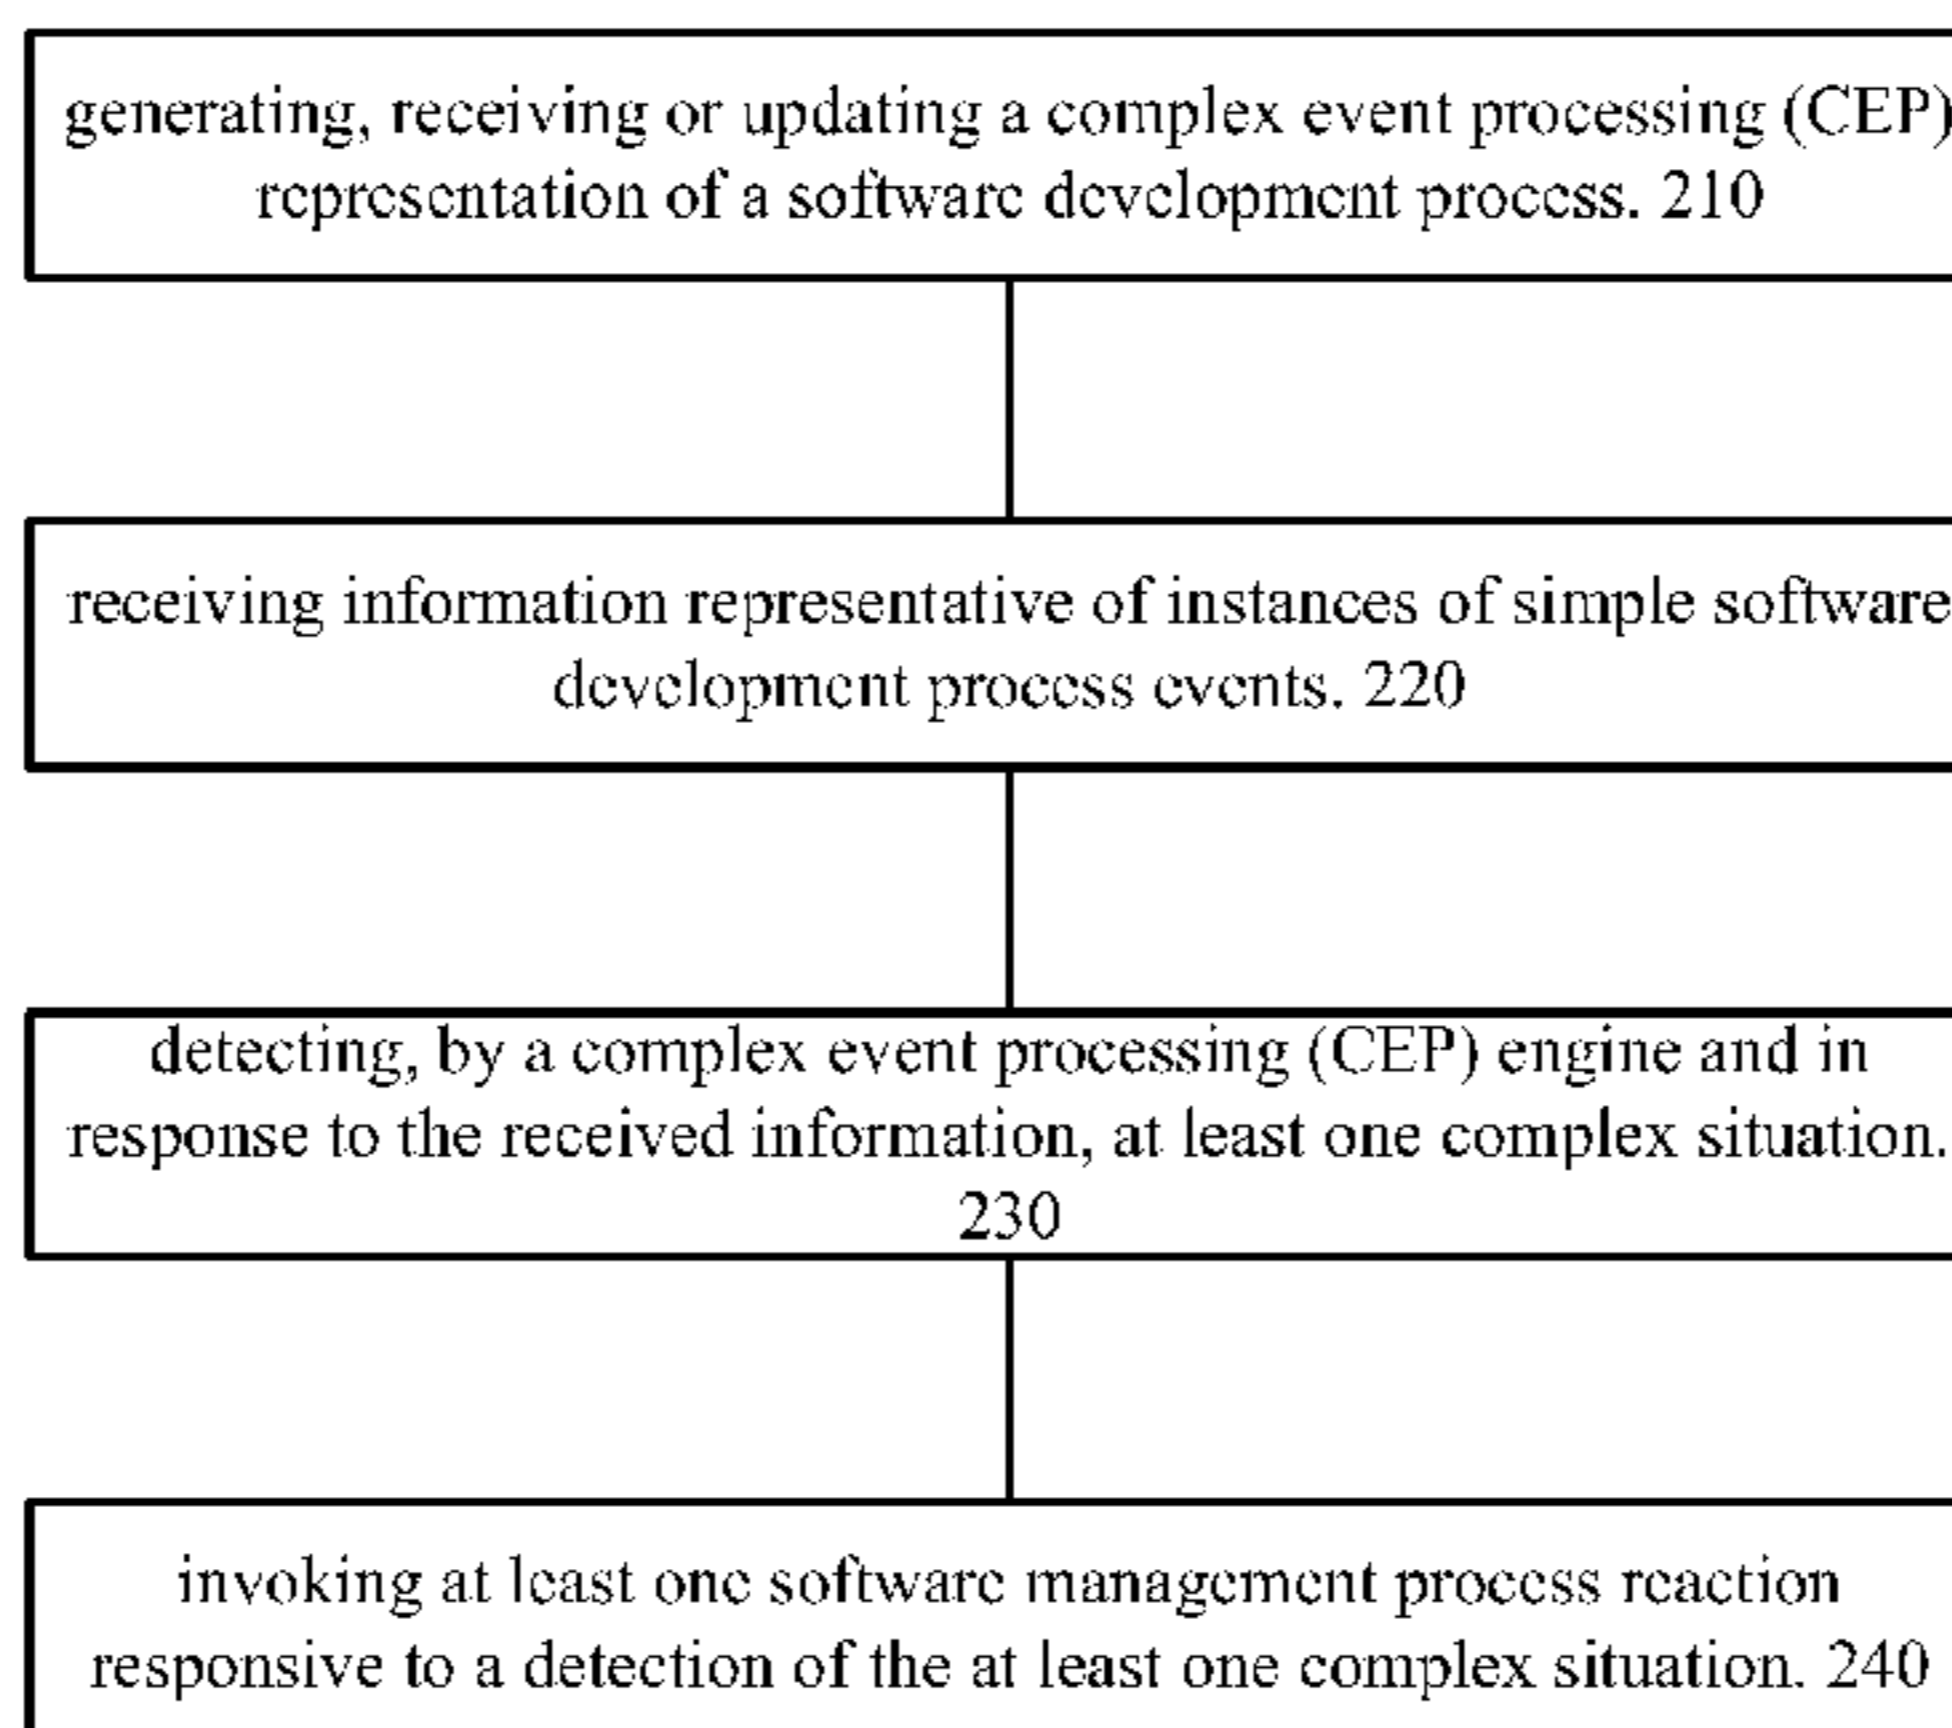 generating, receiving or updating a complex event processing (CEP)
representation of a software development process. 210
receiving information representative of instances of simple software
development process events. 220
detecting, by a complex event processing (CEP) engine and in
response to the received information, at least one complex situation.
230
invoking at least one software management process reaction
responsive to a detection of the at least one complex situation. 240